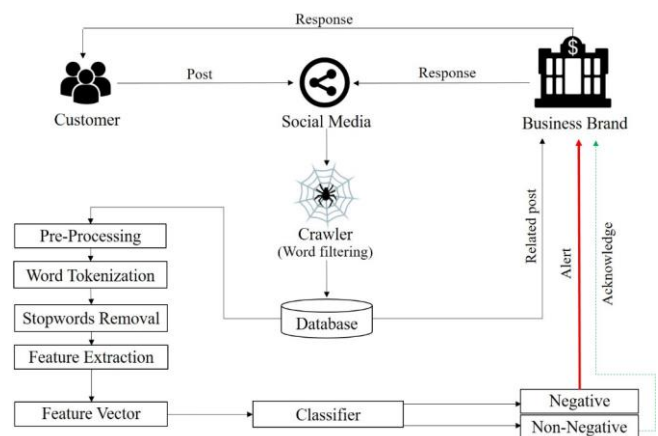 Response
Post
Response
$
Customer
Social Media
Business Brand
Crawler
(Word filtering)
Related post
Alert
Acknowledge
Pre-Processing
Word Tokenization
Stopwords Removal
Feature Extraction
Feature Vector
Database
Classifier
Negative
Non-Negative